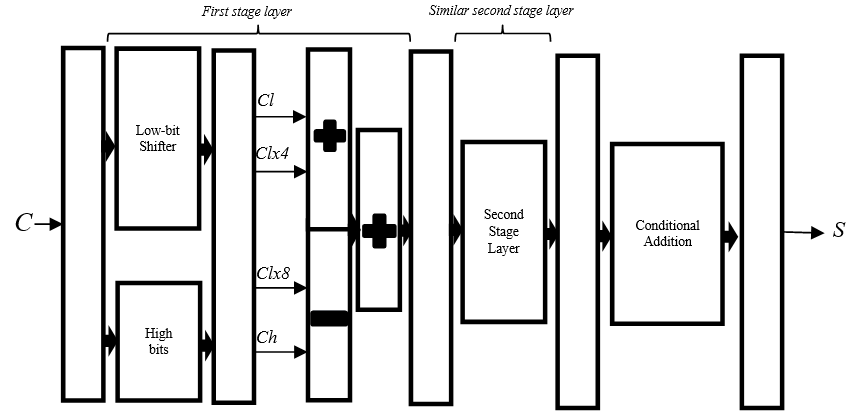 First stage layer
Similar second stage layer
Low-bit
Shifter
Cl
Clx4
C
Second
Stage
Layer
Conditional
Addition
S
Clx8
High
bits
Ch